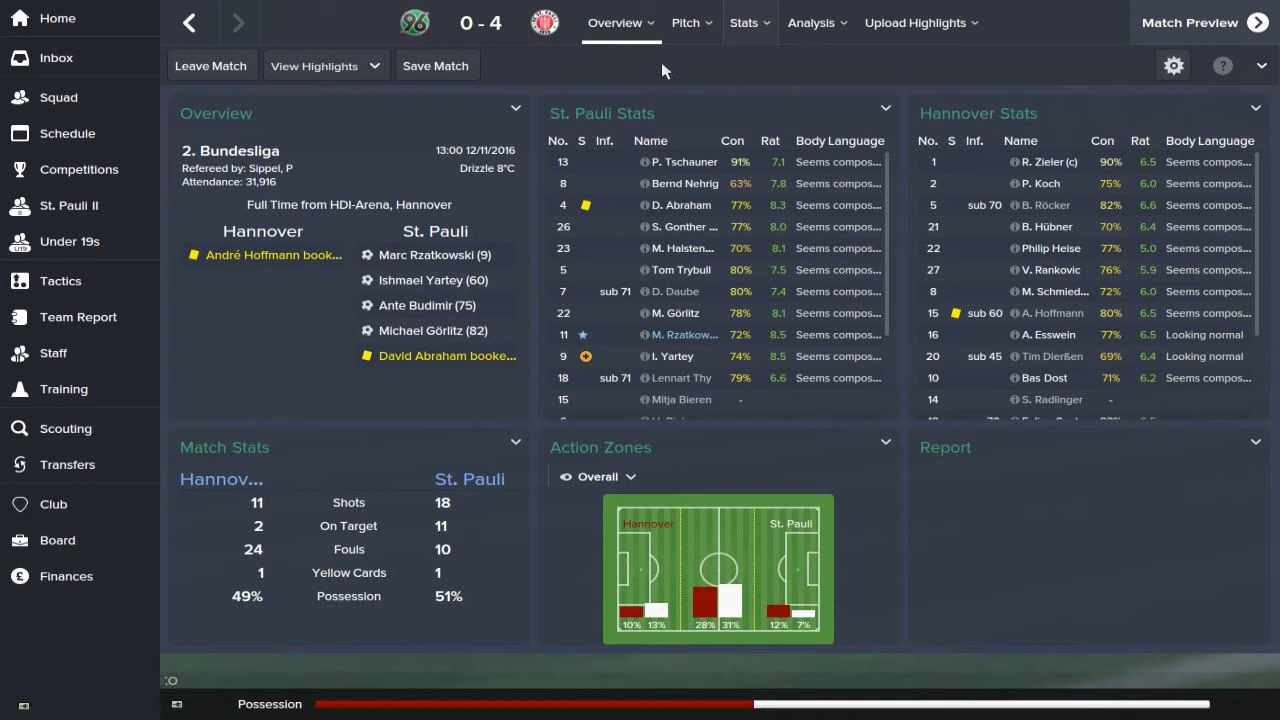 Home
Inbox
Squad
Schedule
Competitions
St. Pauli II
Under 19s
Tactics
Team Report
Staff
Training
Scouting
Transfers
Club
Board
Finances
96 0 - 4 Overview Pitch Stats Analysis Upload Highlights Match Preview
Leave Match View Highlights Save Match ?
Overview
2. Bundesliga 13:00 12/11/2016
Refereed by: Sippel, P Drizzle 8°C
Attendance: 31,916
Full Time from HDI-Arena, Hannover
Hannover St. Pauli
André Hoffmann book... Marc Rzatkowski (9)
Ishmael Yartey (60)
Ante Budimir (75)
Michael Görlitz (82)
David Abraham booke...
St. Pauli Stats
No. S Inf. Name Con Rat Body Language
13 P. Tschauner 91% 7.1 Seems compos...
8 Bernd Nehrig 63% 7.8 Seems compos...
4 D. Abraham 77% 8.3 Seems compos...
26 S. Gonther ... 77% 8.0 Seems compos...
23 M. Halsten... 70% 8.1 Seems compos...
5 Tom Trybull 80% 7.5 Seems compos...
7 sub 71 D. Daube 80% 7.4 Seems compos...
22 M. Görlitz 78% 8.1 Seems compos...
11 M. Rzatkow... 72% 8.5 Seems compos...
9 I. Yartey 74% 8.5 Seems compos...
18 sub 71 Lennart Thy 79% 6.6 Seems compos...
15 Mitja Bieren -
Hannover Stats
No. S Inf. Name Con Rat Body Language
1 R. Zieler (c) 90% 6.5 Seems compos...
2 P. Koch 75% 6.0 Seems compos...
5 sub 70 B. Röcker 82% 6.6 Seems compos...
21 B. Hübner 70% 6.4 Seems compos...
22 Philip Heise 77% 5.0 Seems compos...
27 V. Rankovic 76% 5.9 Seems compos...
8 M. Schmied... 72% 6.0 Seems compos...
15 sub 60 A. Hoffmann 80% 6.5 Seems compos...
16 A. Esswein 77% 6.5 Looking normal
20 sub 45 Tim Dierßen 69% 6.4 Looking normal
10 Bas Dost 71% 6.2 Seems compos...
14 S. Radlinger -
Match Stats
Hannov... St. Pauli
11 Shots 18
2 On Target 11
24 Fouls 10
1 Yellow Cards 1
49% Possession 51%
Action Zones
Overall
Hannover St. Pauli
10% 13% 28% 31% 12% 7%
Report
Possession